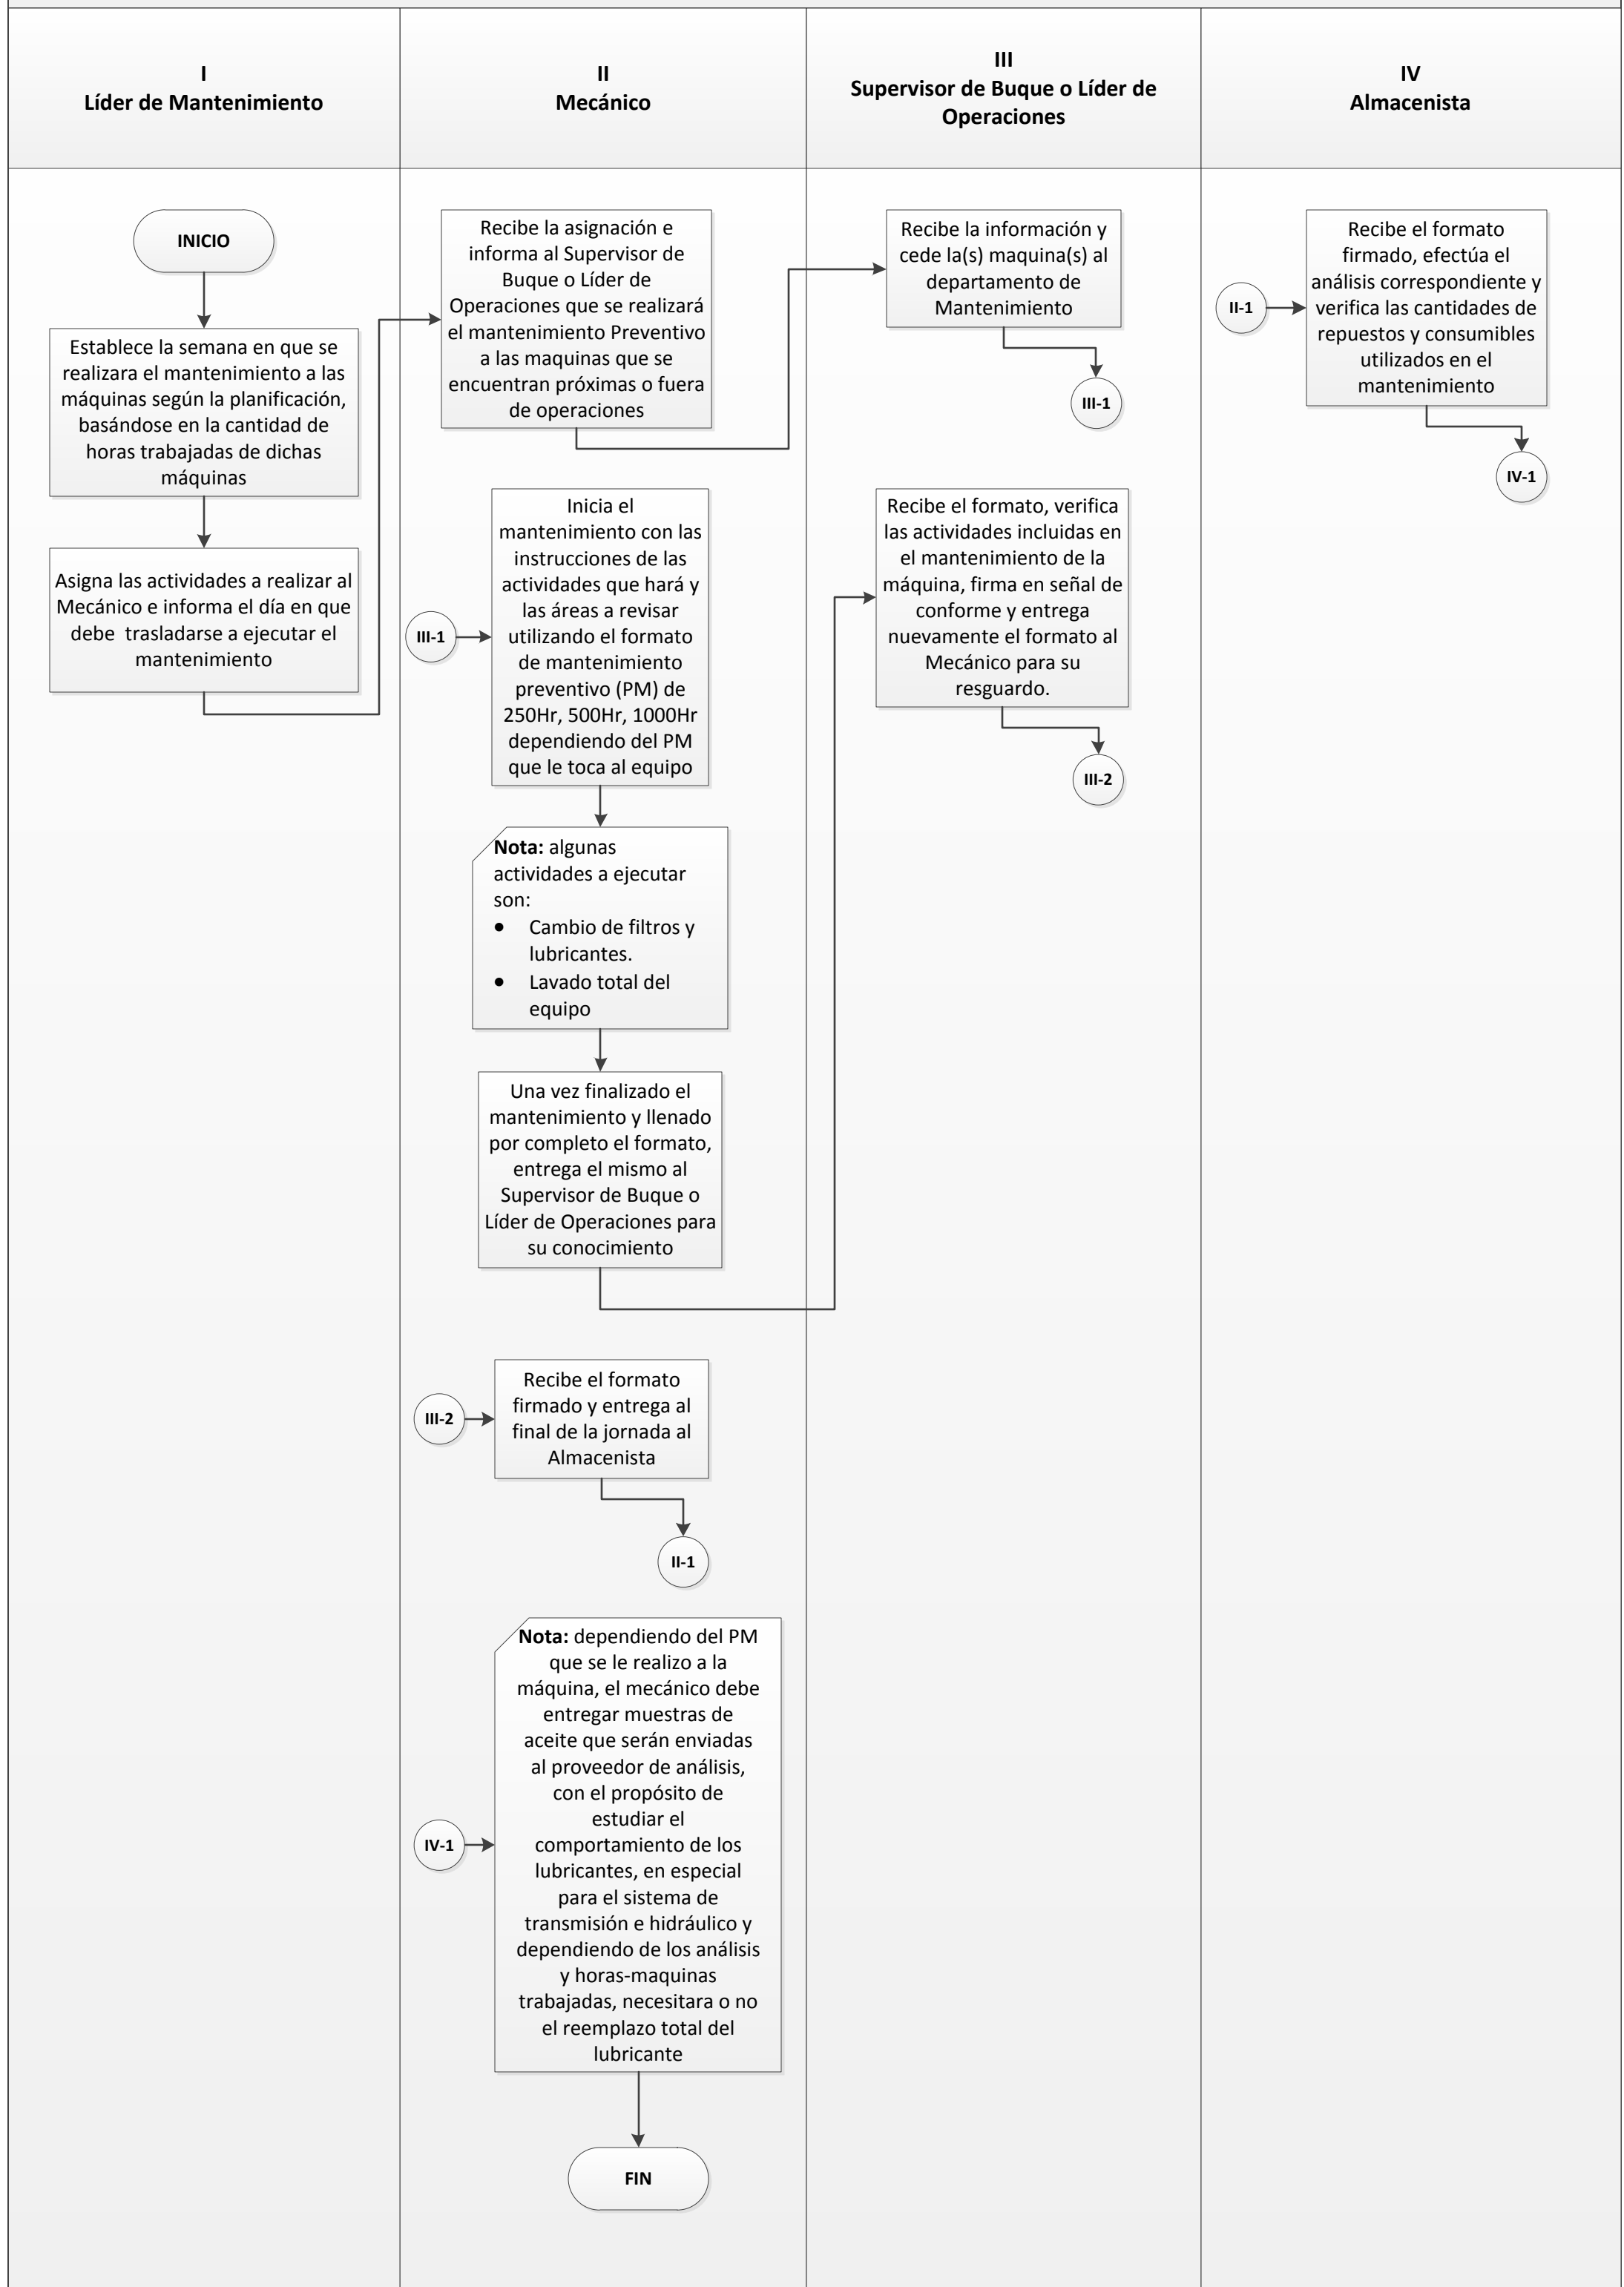 I
Líder de Mantenimiento
II
Mecánico
III
Supervisor de Buque o Líder de
Operaciones
IV
Almacenista
INICIO
Establece la semana en que se
realizara el mantenimiento a las
máquinas según la planificación,
basándose en la cantidad de
horas trabajadas de dichas
máquinas
Asigna las actividades a realizar al
Mecánico e informa el día en que
debe trasladarse a ejecutar el
mantenimiento
Recibe la asignación e
informa al Supervisor de
Buque o Líder de
Operaciones que se realizará
el mantenimiento Preventivo
a las maquinas que se
encuentran próximas o fuera
de operaciones
III-1
Inicia el
mantenimiento con las
instrucciones de las
actividades que hará y
las áreas a revisar
utilizando el formato
de mantenimiento
preventivo (PM) de
250Hr, 500Hr, 1000Hr
dependiendo del PM
que le toca al equipo
Nota: algunas
actividades a ejecutar
son:
● Cambio de filtros y
lubricantes.
● Lavado total del
equipo
Una vez finalizado el
mantenimiento y llenado
por completo el formato,
entrega el mismo al
Supervisor de Buque o
Líder de Operaciones para
su conocimiento
III-2
Recibe el formato
firmado y entrega al
final de la jornada al
Almacenista
II-1
IV-1
Nota: dependiendo del PM
que se le realizo a la
máquina, el mecánico debe
entregar muestras de
aceite que serán enviadas
al proveedor de análisis,
con el propósito de
estudiar el
comportamiento de los
lubricantes, en especial
para el sistema de
transmisión e hidráulico y
dependiendo de los análisis
y horas-maquinas
trabajadas, necesitara o no
el reemplazo total del
lubricante
FIN
Recibe la información y
cede la(s) maquina(s) al
departamento de
Mantenimiento
III-1
Recibe el formato, verifica
las actividades incluidas en
el mantenimiento de la
máquina, firma en señal de
conforme y entrega
nuevamente el formato al
Mecánico para su
resguardo.
III-2
II-1
Recibe el formato
firmado, efectúa el
análisis correspondiente y
verifica las cantidades de
repuestos y consumibles
utilizados en el
mantenimiento
IV-1